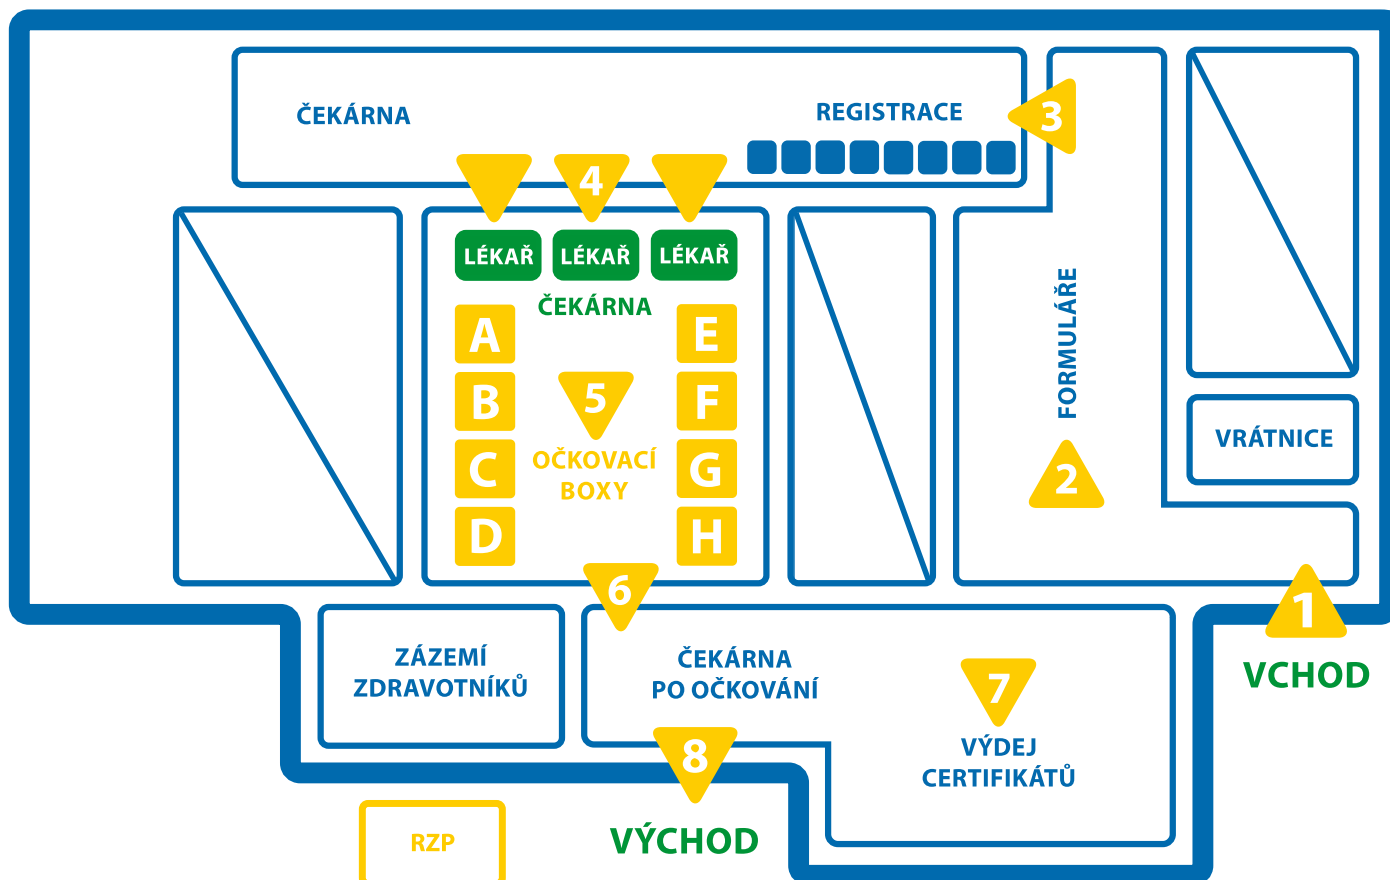 ČEKÁRNA
REGISTRACE
3
4
LÉKAŘ
LÉKAŘ
LÉKAŘ
ČEKÁRNA
A
B
C
D
E
F
G
H
5
OČKOVACÍ
BOXY
6
FORMULÁŘE
2
VRÁTNICE
1
VCHOD
ZÁZEMÍ
ZDRAVOTNÍKŮ
ČEKÁRNA
PO OČKOVÁNÍ
7
VÝDEJ
CERTIFIKÁTŮ
8
VÝCHOD
RZP